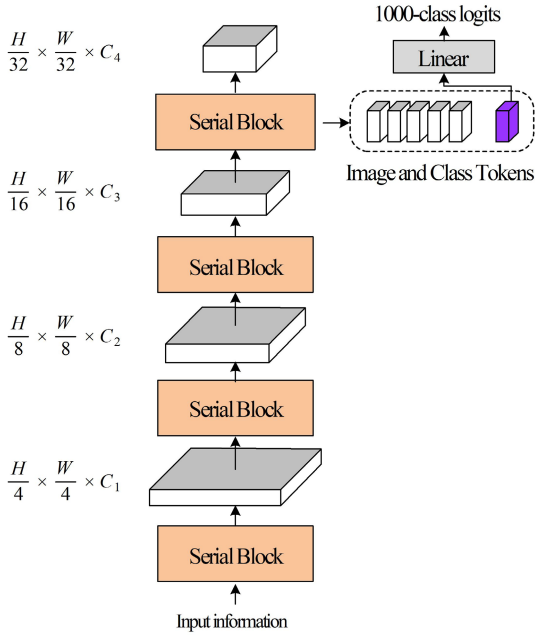 1000-class logits
H/32 × W/32 × C₄
Linear
Serial Block
Image and Class Tokens
H/16 × W/16 × C₃
Serial Block
H/8 × W/8 × C₂
Serial Block
H/4 × W/4 × C₁
Serial Block
Input information